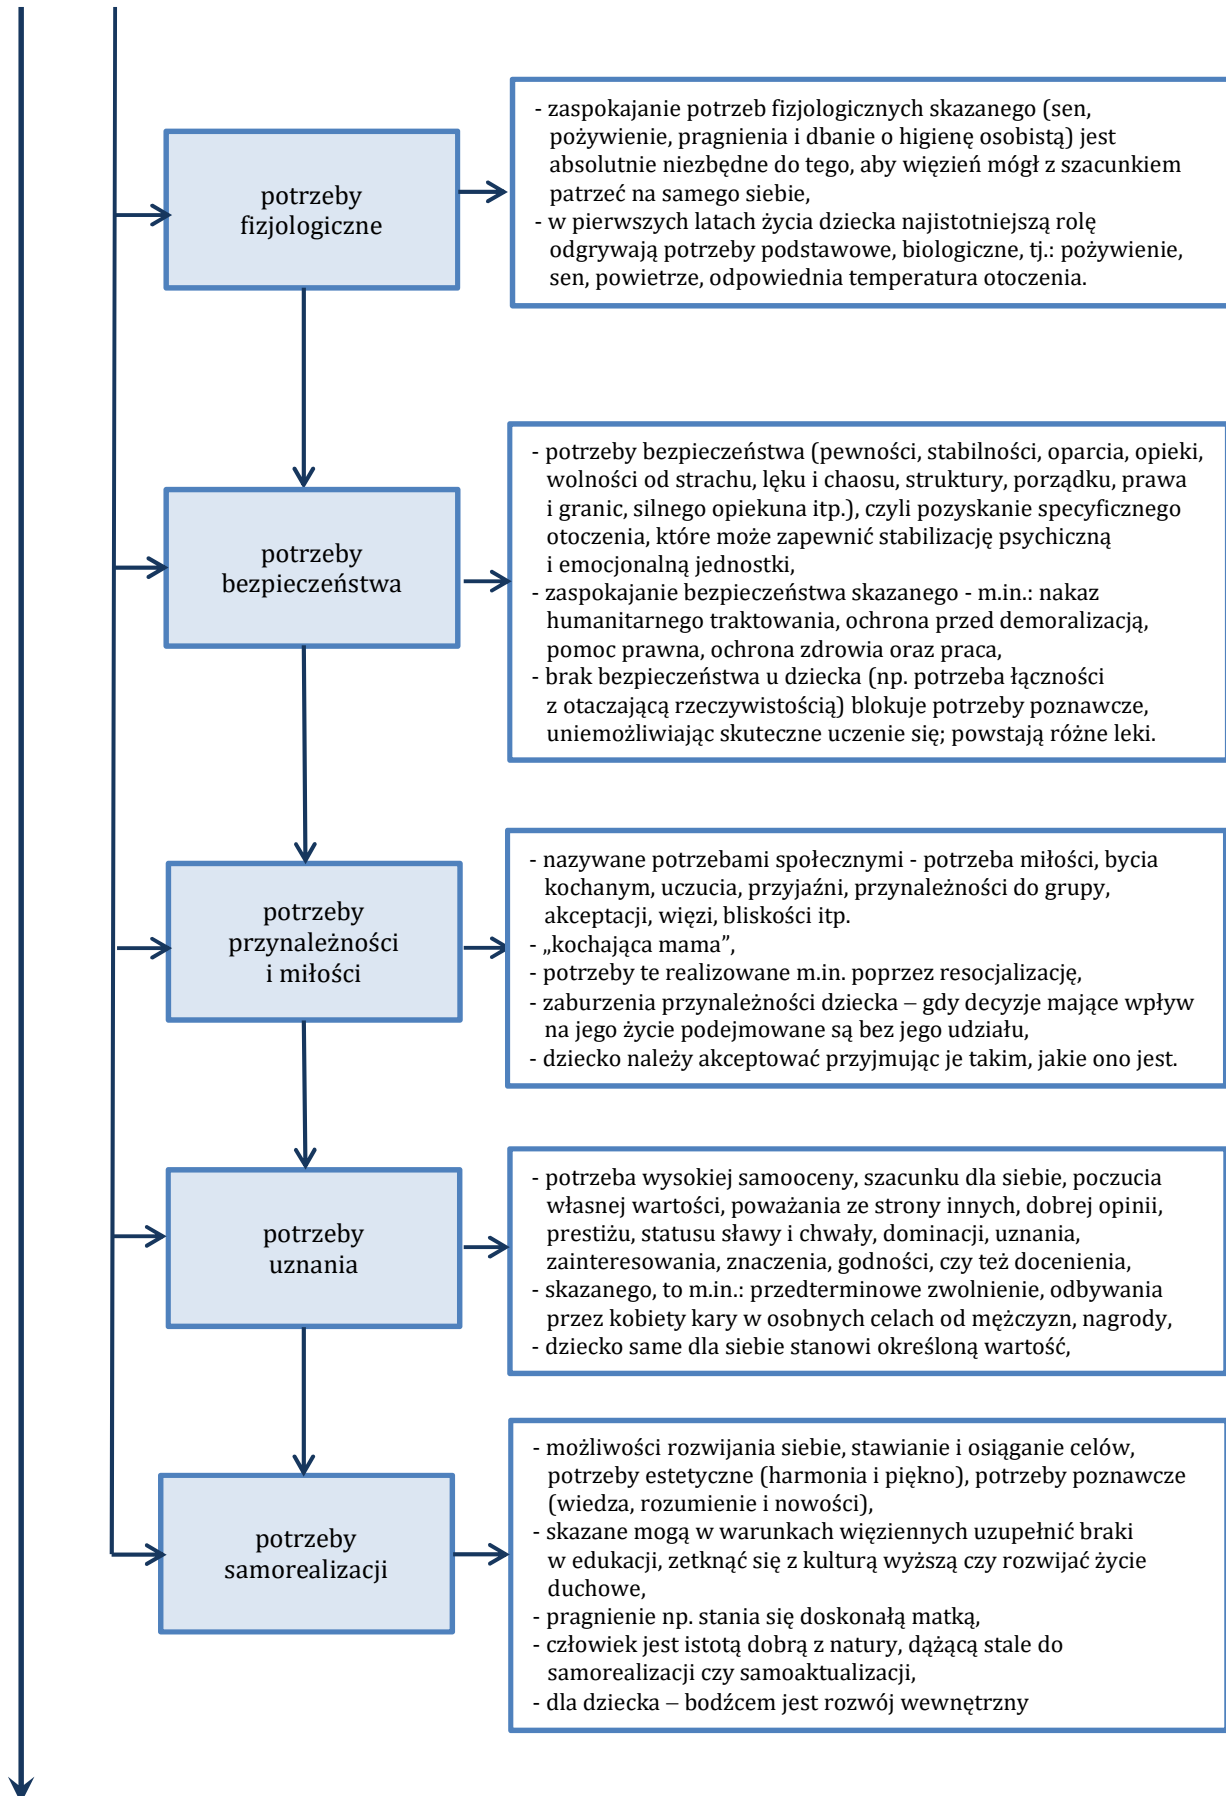 potrzeby
fizjologiczne
- zaspokajanie potrzeb fizjologicznych skazanego (sen,
pożywienie, pragnienia i dbanie o higienę osobistą) jest
absolutnie niezbędne do tego, aby więzień mógł z szacunkiem
patrzeć na samego siebie,
- w pierwszych latach życia dziecka najistotniejszą rolę
odgrywają potrzeby podstawowe, biologiczne, tj.: pożywienie,
sen, powietrze, odpowiednia temperatura otoczenia.
potrzeby
bezpieczeństwa
- potrzeby bezpieczeństwa (pewności, stabilności, oparcia, opieki,
wolności od strachu, lęku i chaosu, struktury, porządku, prawa
i granic, silnego opiekuna itp.), czyli pozyskanie specyficznego
otoczenia, które może zapewnić stabilizację psychiczną
i emocjonalną jednostki,
- zaspokajanie bezpieczeństwa skazanego - m.in.: nakaz
humanitarnego traktowania, ochrona przed demoralizacją,
pomoc prawna, ochrona zdrowia oraz praca,
- brak bezpieczeństwa u dziecka (np. potrzeba łączności
z otaczającą rzeczywistością) blokuje potrzeby poznawcze,
uniemożliwiając skuteczne uczenie się; powstają różne leki.
potrzeby
przynależności
i miłości
- nazywane potrzebami społecznymi - potrzeba miłości, bycia
kochanym, uczucia, przyjaźni, przynależności do grupy,
akceptacji, więzi, bliskości itp.
- „kochająca mama”,
- potrzeby te realizowane m.in. poprzez resocjalizację,
- zaburzenia przynależności dziecka – gdy decyzje mające wpływ
na jego życie podejmowane są bez jego udziału,
- dziecko należy akceptować przyjmując je takim, jakie ono jest.
potrzeby
uznania
- potrzeba wysokiej samooceny, szacunku dla siebie, poczucia
własnej wartości, poważania ze strony innych, dobrej opinii,
prestiżu, statusu sławy i chwały, dominacji, uznania,
zainteresowania, znaczenia, godności, czy też docenienia,
- skazanego, to m.in.: przedterminowe zwolnienie, odbywania
przez kobiety kary w osobnych celach od mężczyzn, nagrody,
- dziecko same dla siebie stanowi określoną wartość,
potrzeby
samorealizacji
- możliwości rozwijania siebie, stawianie i osiąganie celów,
potrzeby estetyczne (harmonia i piękno), potrzeby poznawcze
(wiedza, rozumienie i nowości),
- skazane mogą w warunkach więziennych uzupełnić braki
w edukacji, zetknąć się z kulturą wyższą czy rozwijać życie
duchowe,
- pragnienie np. stania się doskonałą matką,
- człowiek jest istotą dobrą z natury, dążącą stale do
samorealizacji czy samoaktualizacji,
- dla dziecka – bodźcem jest rozwój wewnętrzny